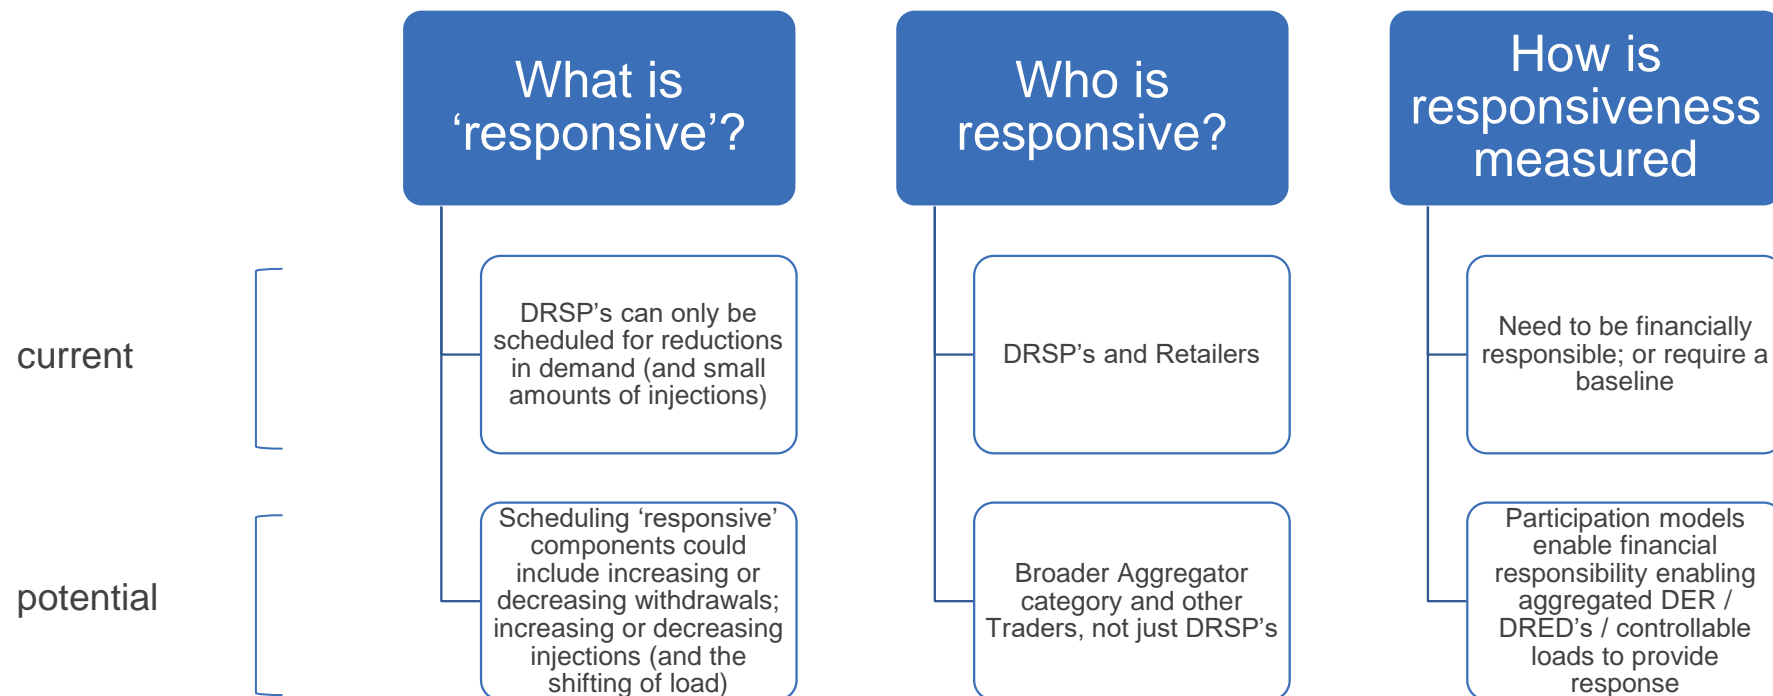 What is
‘responsive’?
Who is
responsive?
How is
responsiveness
measured
current
DRSP’s can only be
scheduled for reductions
in demand (and small
amounts of injections)
DRSP’s and Retailers
Need to be financially
responsible; or require a
baseline
potential
Scheduling ‘responsive’
components could
include increasing or
decreasing withdrawals;
increasing or decreasing
injections (and the
shifting of load)
Broader Aggregator
category and other
Traders, not just DRSP’s
Participation models
enable financial
responsibility enabling
aggregated DER /
DRED’s / controllable
loads to provide
response